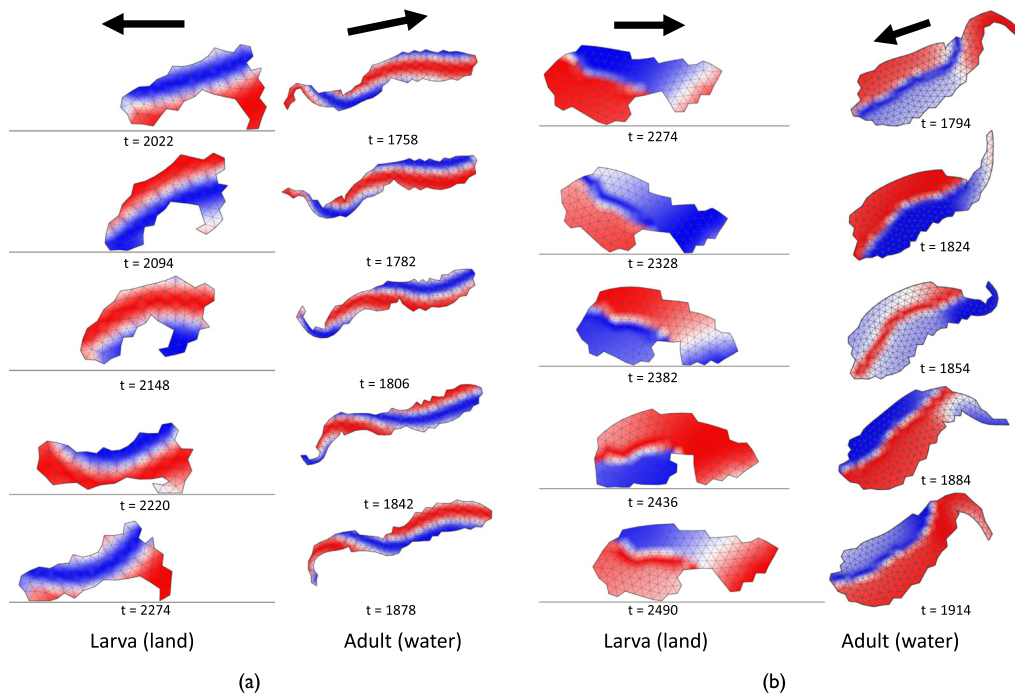 t = 2022
t = 1758
t = 2274
t = 1794
t = 2094
t = 1782
t = 2328
t = 1824
t = 2148
t = 1806
t = 2382
t = 1854
t = 2220
t = 1842
t = 2436
t = 1884
t = 2274
t = 1878
t = 2490
t = 1914
Larva (land)
Adult (water)
Larva (land)
Adult (water)
(a)
(b)